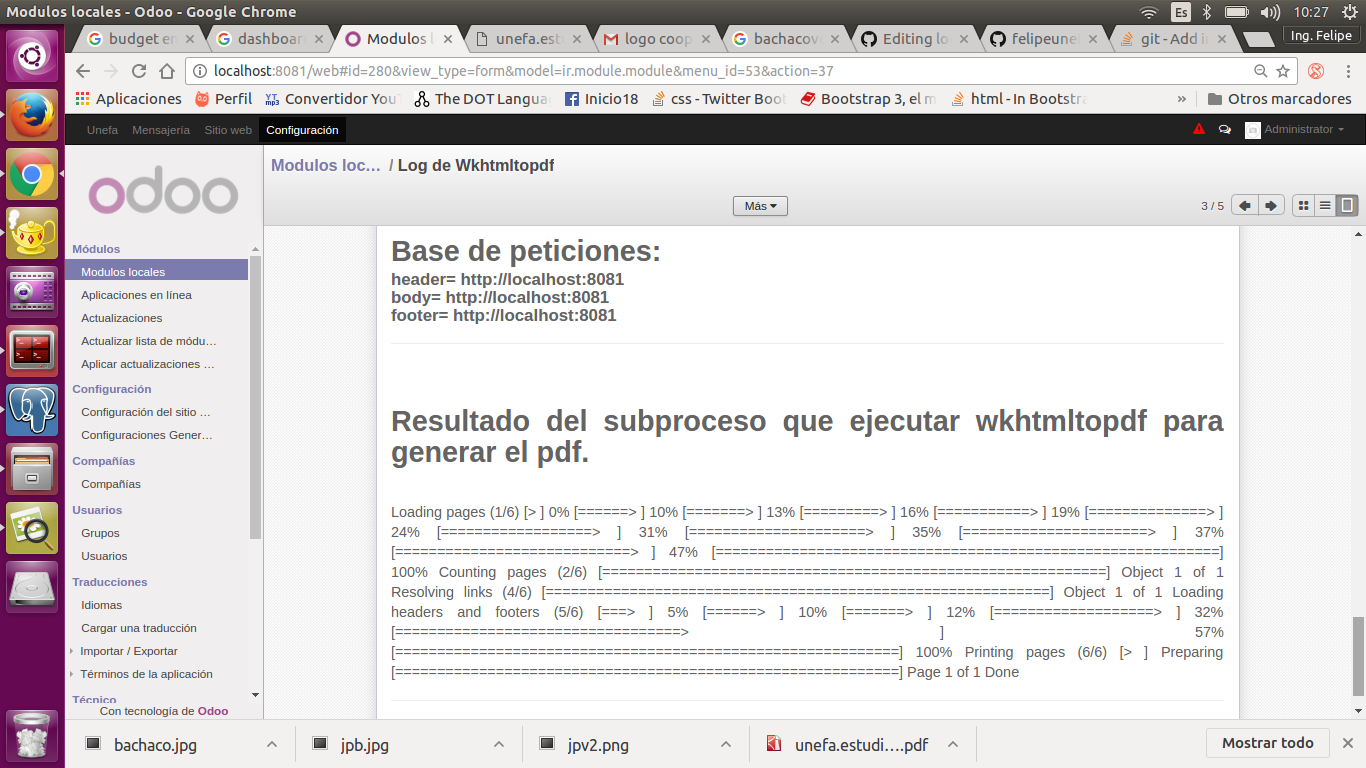 Modulos locales - Odoo - Google Chrome
Es
10:27
budget en
dashboar
Modulos l
unefa.est
logo coop
bachacov
Editing lo
felipeunef
git - Add i
Ing. Felipe
localhost:8081/web#id=280&view_type=form&model=ir.module.module&menu_id=53&action=37
Aplicaciones
Perfil
YT mp3
Convertidor YouT
The DOT Langua
Inicio18
css - Twitter Boot
Bootstrap 3, el m
html - In Bootstra
»
Otros marcadores
Unefa
Mensajería
Sitio web
Configuración
Administrator
odoo
Modulos loc… / Log de Wkhtmltopdf
Más
3 / 5
Módulos
Modulos locales
Aplicaciones en línea
Actualizaciones
Actualizar lista de módu…
Aplicar actualizaciones …
Configuración
Configuración del sitio …
Configuraciones Gener…
Compañías
Compañías
Usuarios
Grupos
Usuarios
Traducciones
Idiomas
Cargar una traducción
Importar / Exportar
Términos de la aplicación
Técnico
Con tecnología de Odoo
Base de peticiones:
header= http://localhost:8081
body= http://localhost:8081
footer= http://localhost:8081
Resultado del subproceso que ejecutar wkhtmltopdf para
generar el pdf.
Loading pages (1/6) [> ] 0% [======> ] 10% [=======> ] 13% [=========> ] 16% [===========> ] 19% [==============> ]
24% [==================> ] 31% [=====================> ] 35% [======================> ] 37%
[============================> ] 47% [============================================================]
100% Counting pages (2/6) [============================================================] Object 1 of 1
Resolving links (4/6) [============================================================] Object 1 of 1 Loading
headers and footers (5/6) [===> ] 5% [======> ] 10% [=======> ] 12% [===================> ] 32%
[==================================> ] 57%
[============================================================] 100% Printing pages (6/6) [> ] Preparing
[============================================================] Page 1 of 1 Done
bachaco.jpg
jpb.jpg
jpv2.png
unefa.estudi….pdf
Mostrar todo